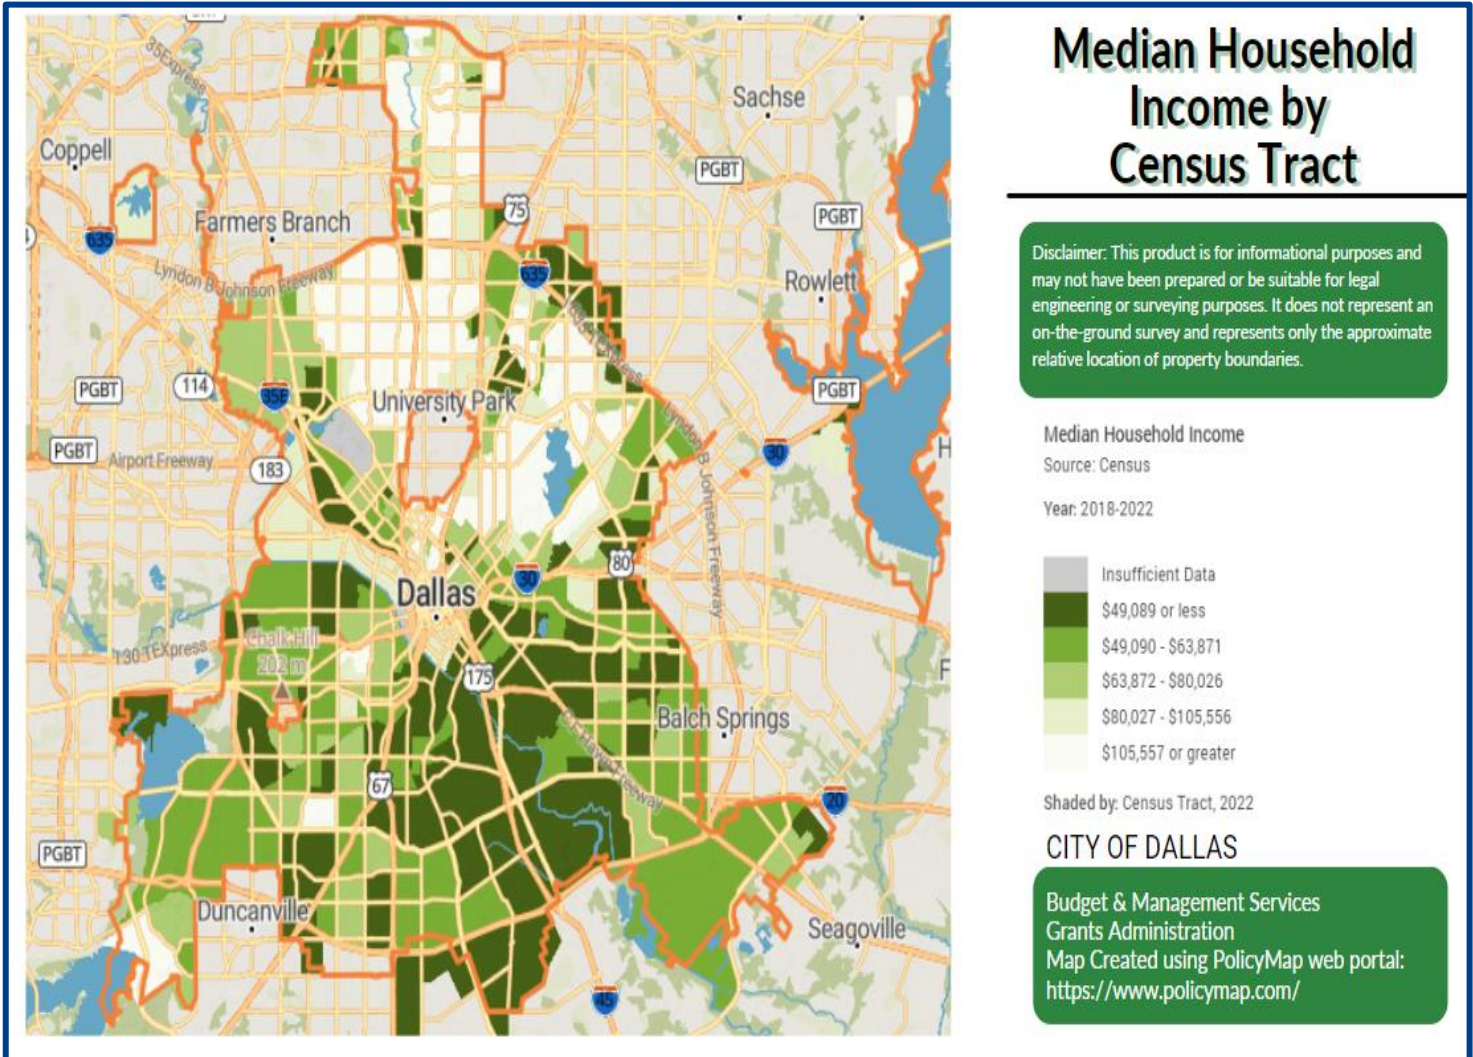 Median Household
Income by
Census Tract
Disclaimer: This product is for informational purposes and
may not have been prepared or be suitable for legal
engineering or surveying purposes. It does not represent an
on-the-ground survey and represents only the approximate
relative location of property boundaries.
Median Household Income
Source: Census
Year: 2018-2022
Insufficient Data
$49,089 or less
$49,090 - $63,871
$63,872 - $80,026
$80,027 - $105,556
$105,557 or greater
Shaded by: Census Tract, 2022
CITY OF DALLAS
Budget & Management Services
Grants Administration
Map Created using PolicyMap web portal:
https://www.policymap.com/
35Express
Sachse
Coppell
PGBT
75
PGBT
Farmers Branch
635
Lyndon B Johnson Freeway
635
Rowlett
PGBT
114
35E
University Park
PGBT
PGBT
Airport Freeway
183
30
H
Lyndon B Johnson Freeway
80
30
Dallas
Chalk Hill
202 m
175
F
Balch Springs
C F Hawn Freeway
67
20
PGBT
Duncanville
Seagoville
45